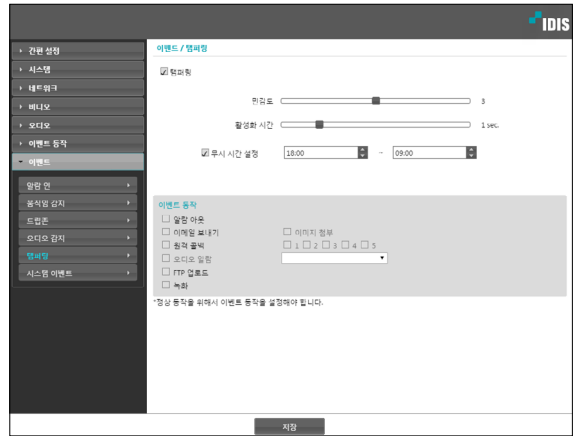 IDIS
간편 설정
시스템
네트워크
비디오
오디오
이벤트 동작
이벤트
알람 인
움직임 감지
트립존
오디오 감지
탬퍼링
시스템 이벤트
이벤트 / 탬퍼링
탬퍼링
민감도 3
활성화 시간 1 sec.
무시 시간 설정 18:00 ~ 09:00
이벤트 동작
알람 아웃
이메일 보내기 이미지 첨부
원격 콜백 1 2 3 4 5
오디오 알람
FTP 업로드
녹화
*정상 동작을 위해서 이벤트 동작을 설정해야 합니다.
저장